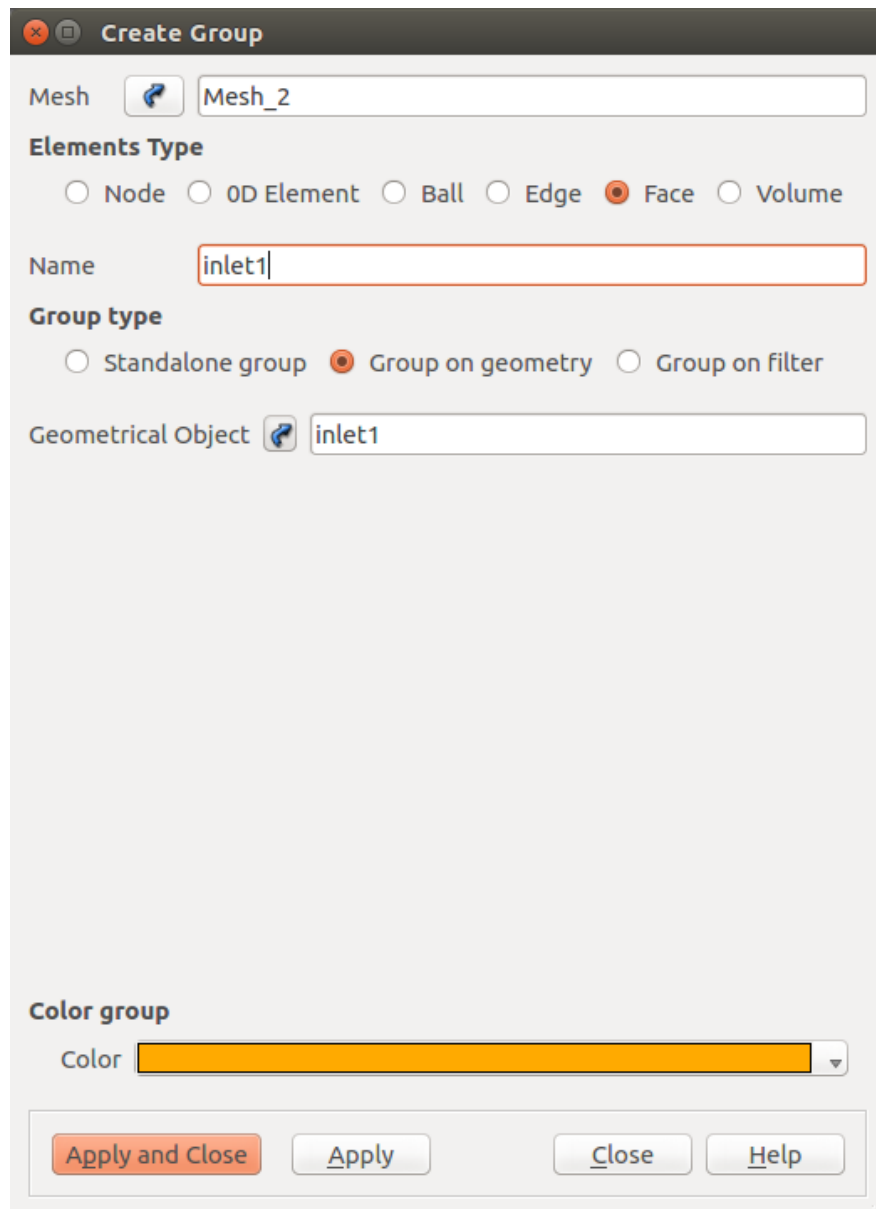 Create Group
Mesh Mesh_2
Elements Type
Node 0D Element Ball Edge Face Volume
Name inlet1
Group type
Standalone group Group on geometry Group on filter
Geometrical Object inlet1
Color group
Color
Apply and Close Apply Close Help